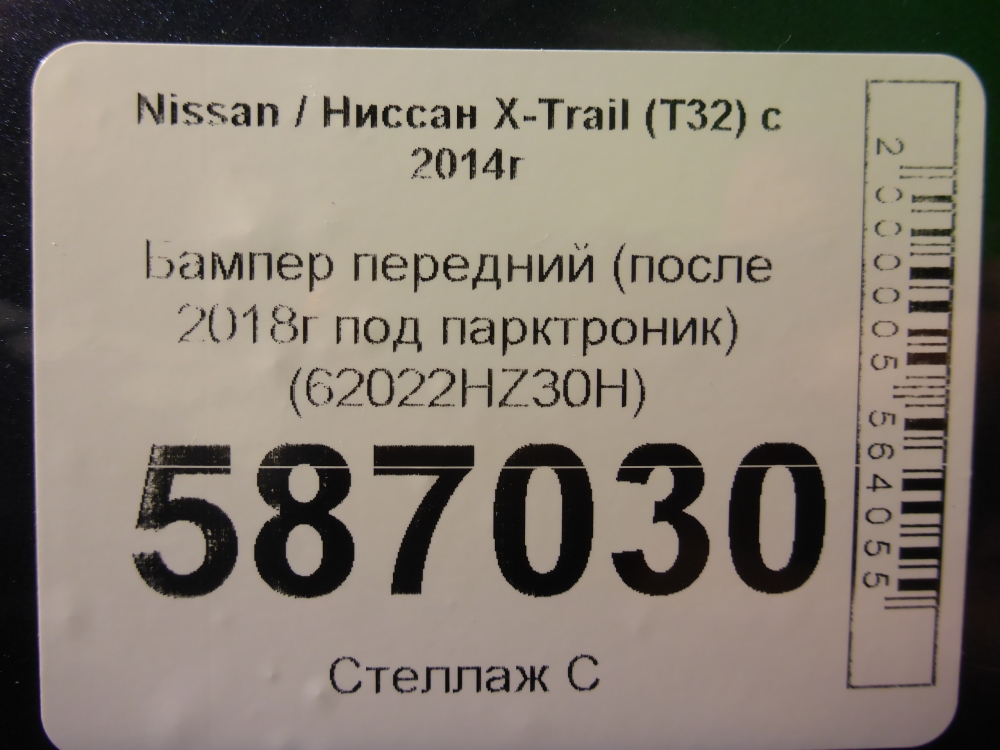 Nissan / Ниссан X-Trail (T32) с
2014г
Бампер передний (после
2018г под парктроник)
(62022HZ30H)
587030
Стеллаж С
2000005564055